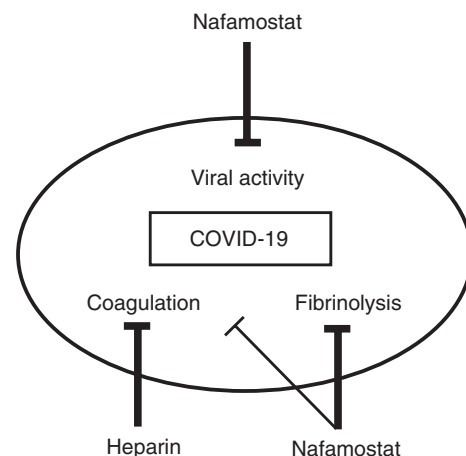 Nafamostat
Viral activity
COVID-19
Coagulation Fibrinolysis
Heparin Nafamostat